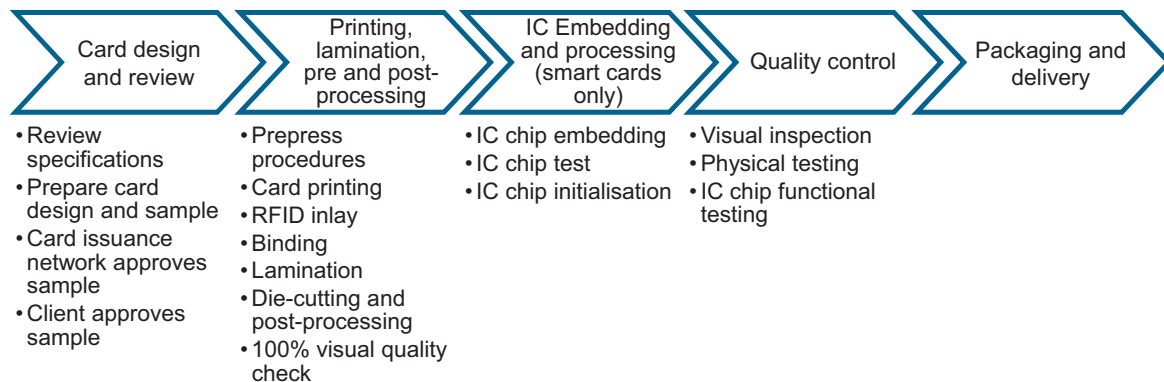 Card design
and review
Printing,
lamination,
pre and post-
processing
IC Embedding
and processing
(smart cards
only)
Quality control
Packaging and
delivery
•Review
specifications
•Prepare card
design and sample
•Card issuance
network approves
sample
•Client approves
sample
•Prepress
procedures
•Card printing
•RFID inlay
•Binding
•Lamination
•Die-cutting and
post-processing
•100% visual quality
check
•IC chip embedding
•IC chip test
•IC chip initialisation
•Visual inspection
•Physical testing
•IC chip functional
testing